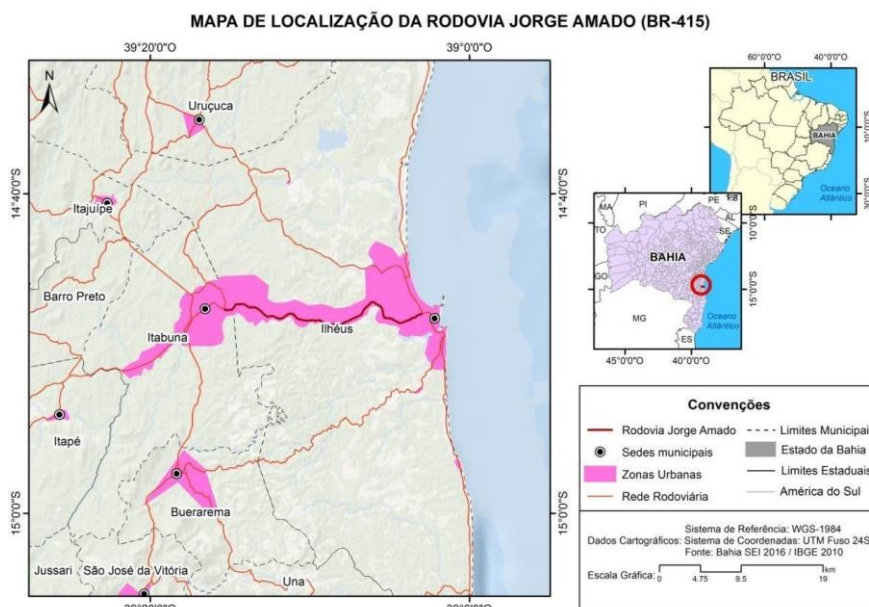 MAPA DE LOCALIZAÇÃO DA RODOVIA JORGE AMADO (BR-415)
39°20'0"O
39°0'0"O
N
Uruçuca
14°40'0"S
14°40'0"S
Itajuípe
Barro Preto
Itabuna
Ilhéus
Itapé
15°0'0"S
15°0'0"S
Buerarema
Jussari
São José da Vitória
Una
39°20'0"O
39°0'0"O
60°0'0"O
40°0'0"O
BRASIL
BAHIA
10°0'0"S
30°0'0"S
Oceano
Atlântico
MA
PI
PE
PB
AL
SE
TO
BAHIA
GO
MG
ES
10°0'0"S
15°0'0"S
Oceano
Atlântico
45°0'0"O
40°0'0"O
Convenções
Rodovia Jorge Amado
Limites Municipais
Sedes municipais
Estado da Bahia
Zonas Urbanas
Limites Estaduais
Rede Rodoviária
América do Sul
Sistema de Referência: WGS-1984
Dados Cartográficos: Sistema de Coordenadas: UTM Fuso 24S
Fonte: Bahia SEI 2016 / IBGE 2010
Escala Gráfica:
km
0 4.75 9.5 19